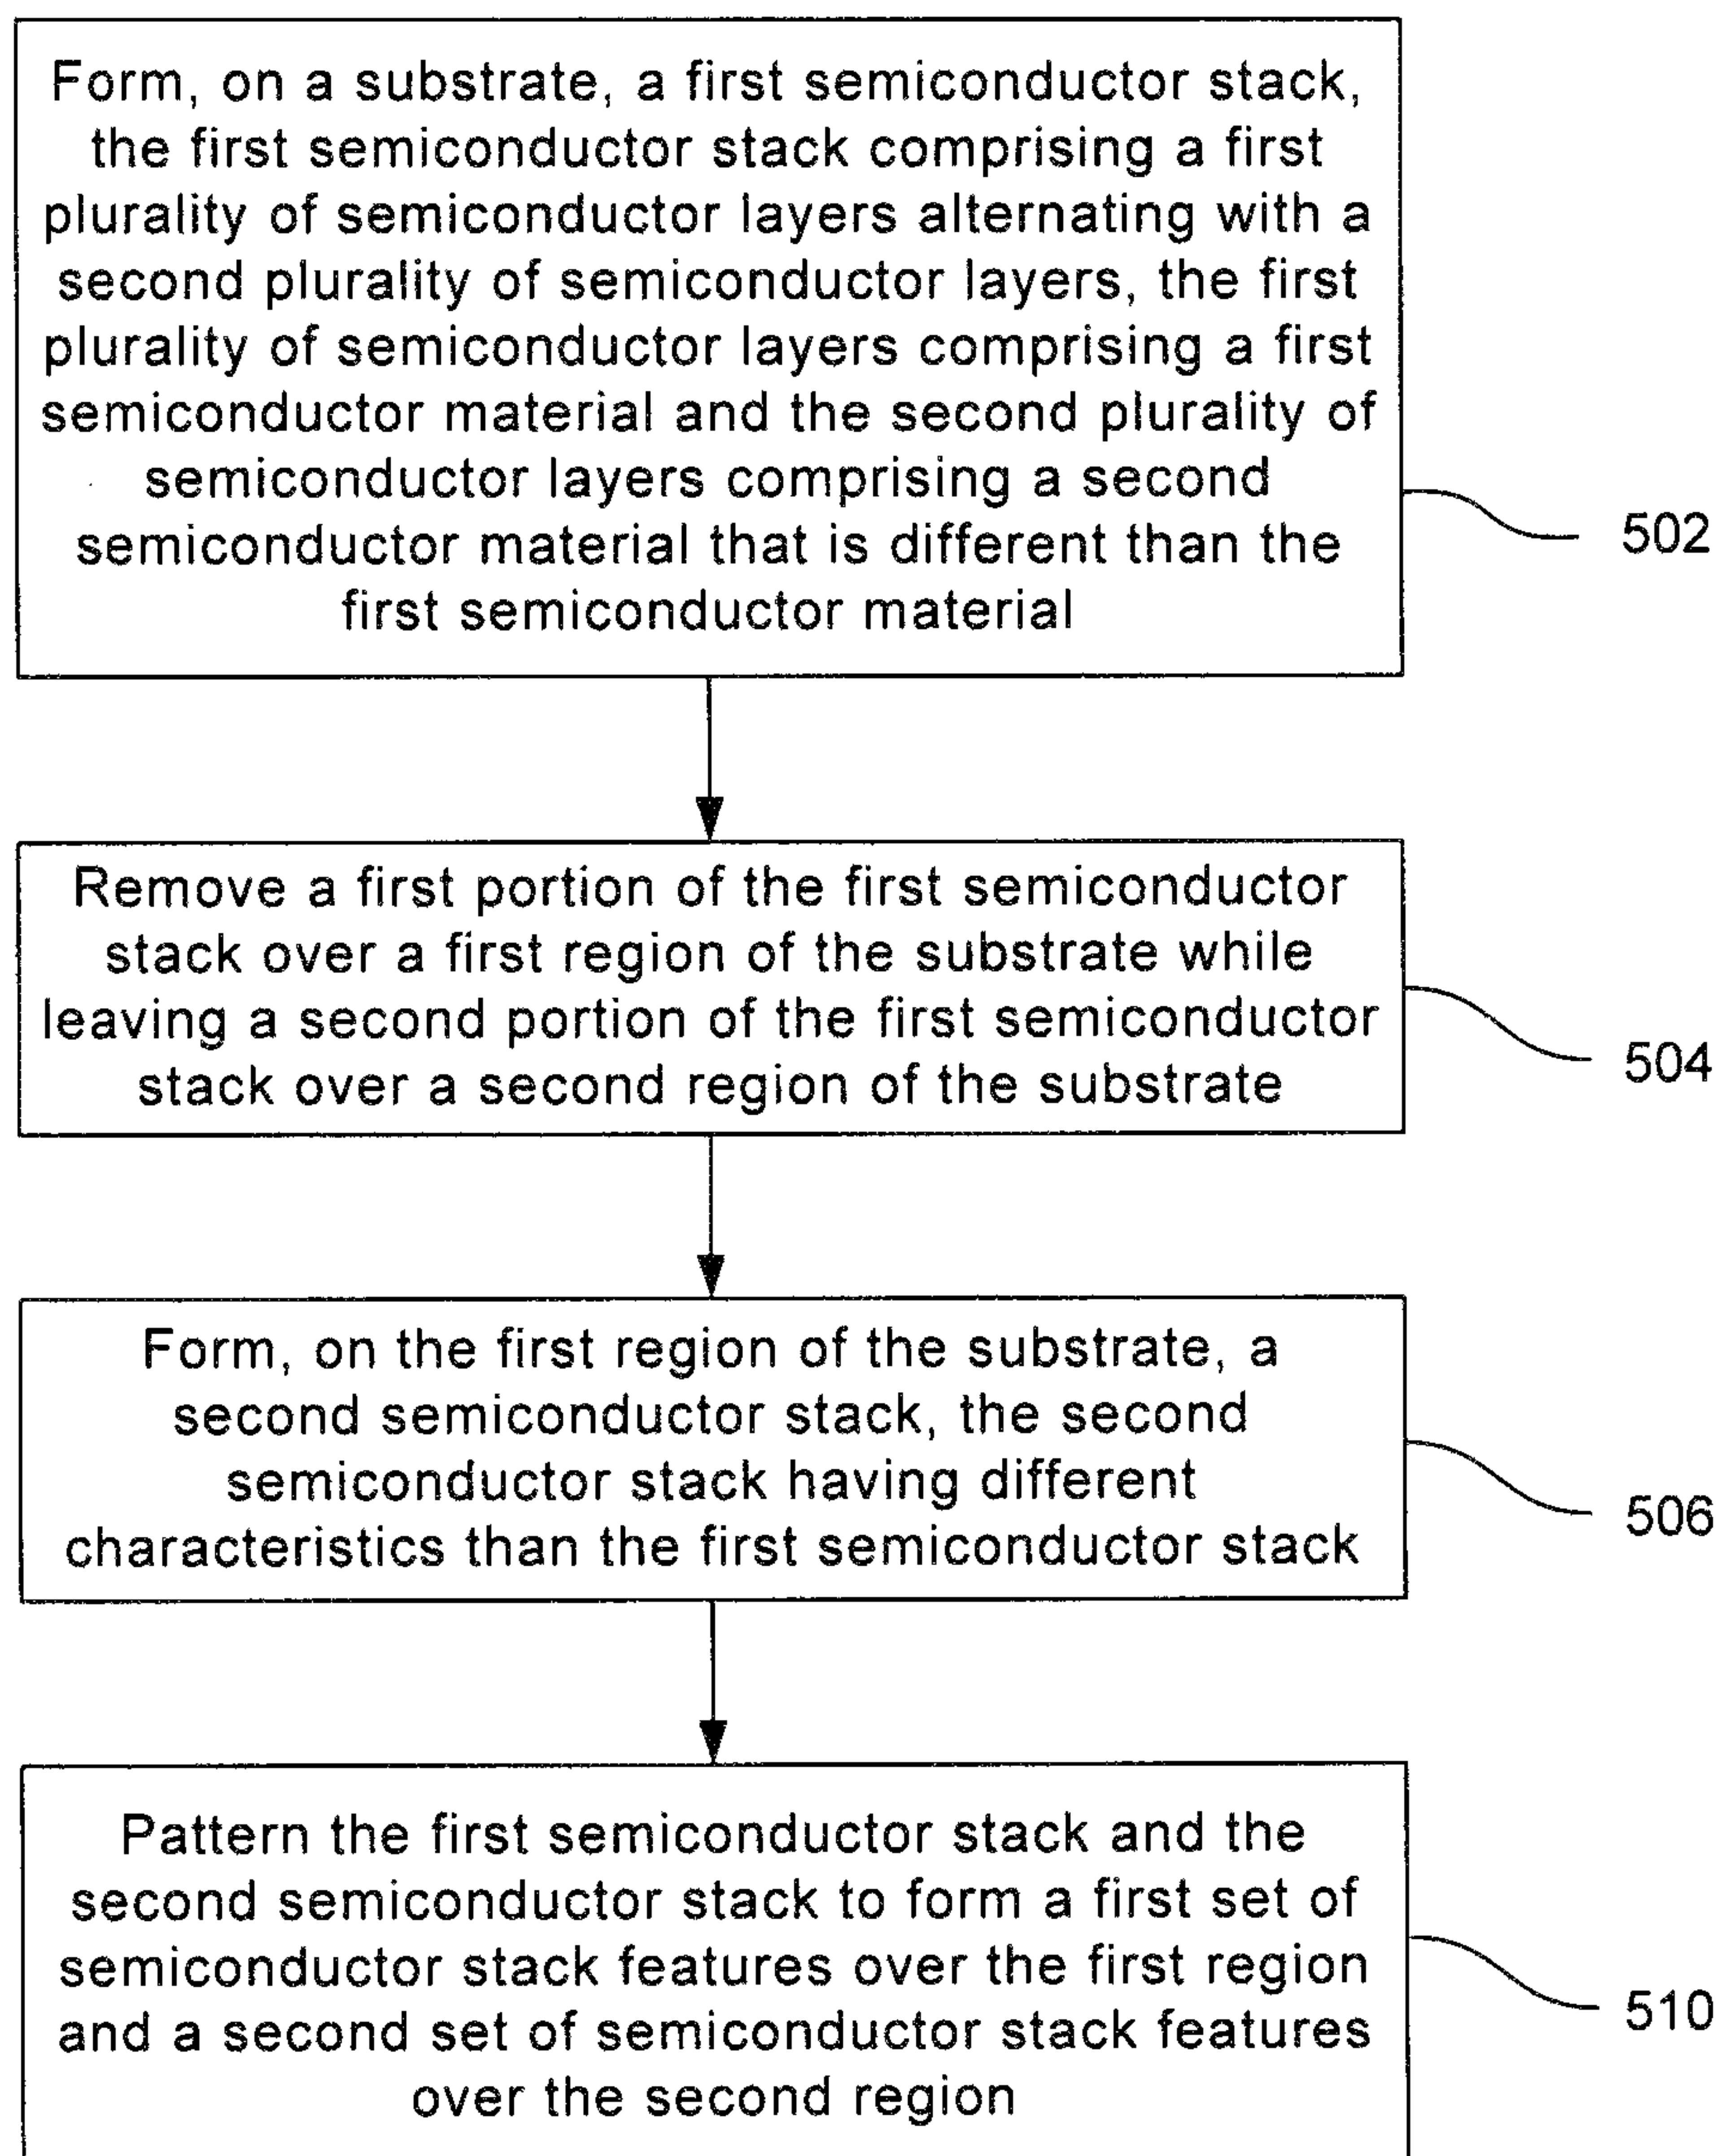 Form, on a substrate, a first semiconductor stack,
the first semiconductor stack comprising a first
plurality of semiconductor layers alternating with a
second plurality of semiconductor layers, the first
plurality of semiconductor layers comprising a first
semiconductor material and the second plurality of
semiconductor layers comprising a second
semiconductor material that is different than the
first semiconductor material
502
Remove a first portion of the first semiconductor
stack over a first region of the substrate while
leaving a second portion of the first semiconductor
stack over a second region of the substrate
504
Form, on the first region of the substrate, a
second semiconductor stack, the second
semiconductor stack having different
characteristics than the first semiconductor stack
506
Pattern the first semiconductor stack and the
second semiconductor stack to form a first set of
semiconductor stack features over the first region
and a second set of semiconductor stack features
over the second region
510